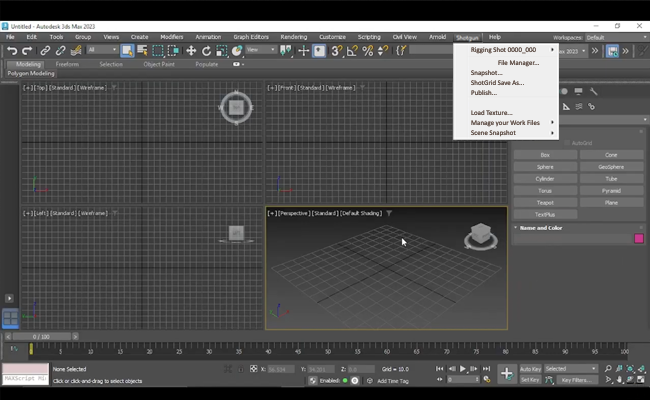 Untitled - Autodesk 3ds Max 2023
File Edit Tools Group Views Create Modifiers Animation Graph Editors Rendering Customize Scripting Civil View Arnold Shotgun Help Workspaces: Default
All View 2023
Modeling Freeform Selection Object Paint Populate
Polygon Modeling
Rigging Shot 0000_000
File Manager...
Snapshot...
ShotGrid Save As...
Publish...
Load Texture...
Manage your Work Files
Scene Snapshot
[+][Top][Standard][Wireframe]
[+][Front][Standard][Wireframe]
[+][Left][Standard][Wireframe]
[+][Perspective][Standard][Default Shading]
AutoGrid
Box Cone
Sphere GeoSphere
Cylinder Tube
Torus Pyramid
Teapot Plane
TextPlus
Name and Color
0 / 100
5 10 15 20 25 30 35 40 45 50 55 60 65 70 75 80 85 90 95 100
None Selected
X: Y: Z: Grid = 10.0
Auto Key Selected
MAXScript Mi
Click or click-and-drag to select objects
Enabled: Add Time Tag
0
Set Key Key Filters...